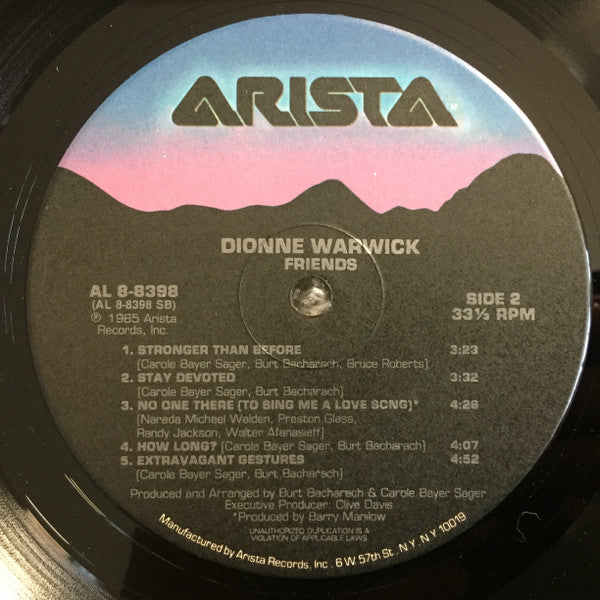 ARISTA
DIONNE WARWICK
FRIENDS
AL 8-8398
(AL 8-8398 SB)
℗ 1985 Arista
Records, Inc.
SIDE 2
33⅓ RPM
1. STRONGER THAN BEFORE 3:23
(Carole Bayer Sager, Burt Bacharach, Bruce Roberts)
2. STAY DEVOTED 3:32
(Carole Bayer Sager, Burt Bacharach)
3. NO ONE THERE (TO SING ME A LOVE SONG)* 4:26
(Narada Michael Walden, Preston Glass,
Randy Jackson, Walter Afanasieff)
4. HOW LONG? (Carole Bayer Sager, Burt Bacharach) 4:07
5. EXTRAVAGANT GESTURES 4:52
(Carole Bayer Sager, Burt Bacharach)
Produced and Arranged by Burt Bacharach & Carole Bayer Sager
Executive Producer: Clive Davis
*Produced by Barry Manilow
UNAUTHORIZED DUPLICATION IS A
VIOLATION OF APPLICABLE LAWS
Manufactured by Arista Records, Inc. 6 W 57th St. N.Y. N.Y 10019